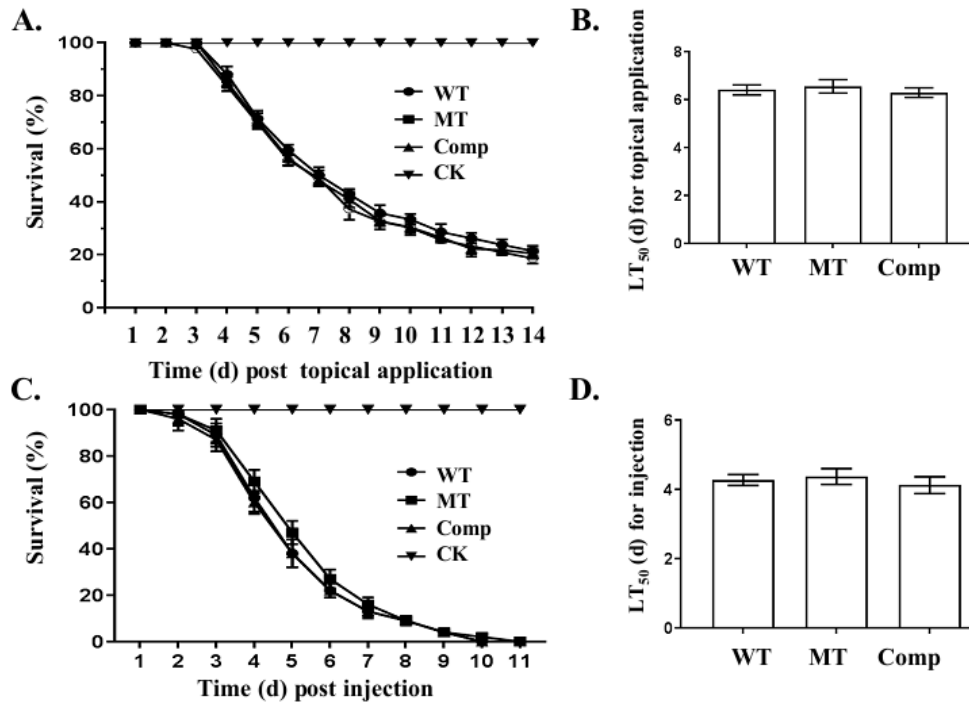 A.
Survival (%)
100
80
60
40
20
0
WT
MT
Comp
CK
1 2 3 4 5 6 7 8 9 10 11 12 13 14
Time (d) post topical application
B.
LT50 (d) for topical application
8
6
4
2
0
WT MT Comp
C.
Survival (%)
100
80
60
40
20
0
WT
MT
Comp
CK
1 2 3 4 5 6 7 8 9 10 11
Time (d) post injection
D.
LT50 (d) for injection
6
4
2
0
WT MT Comp